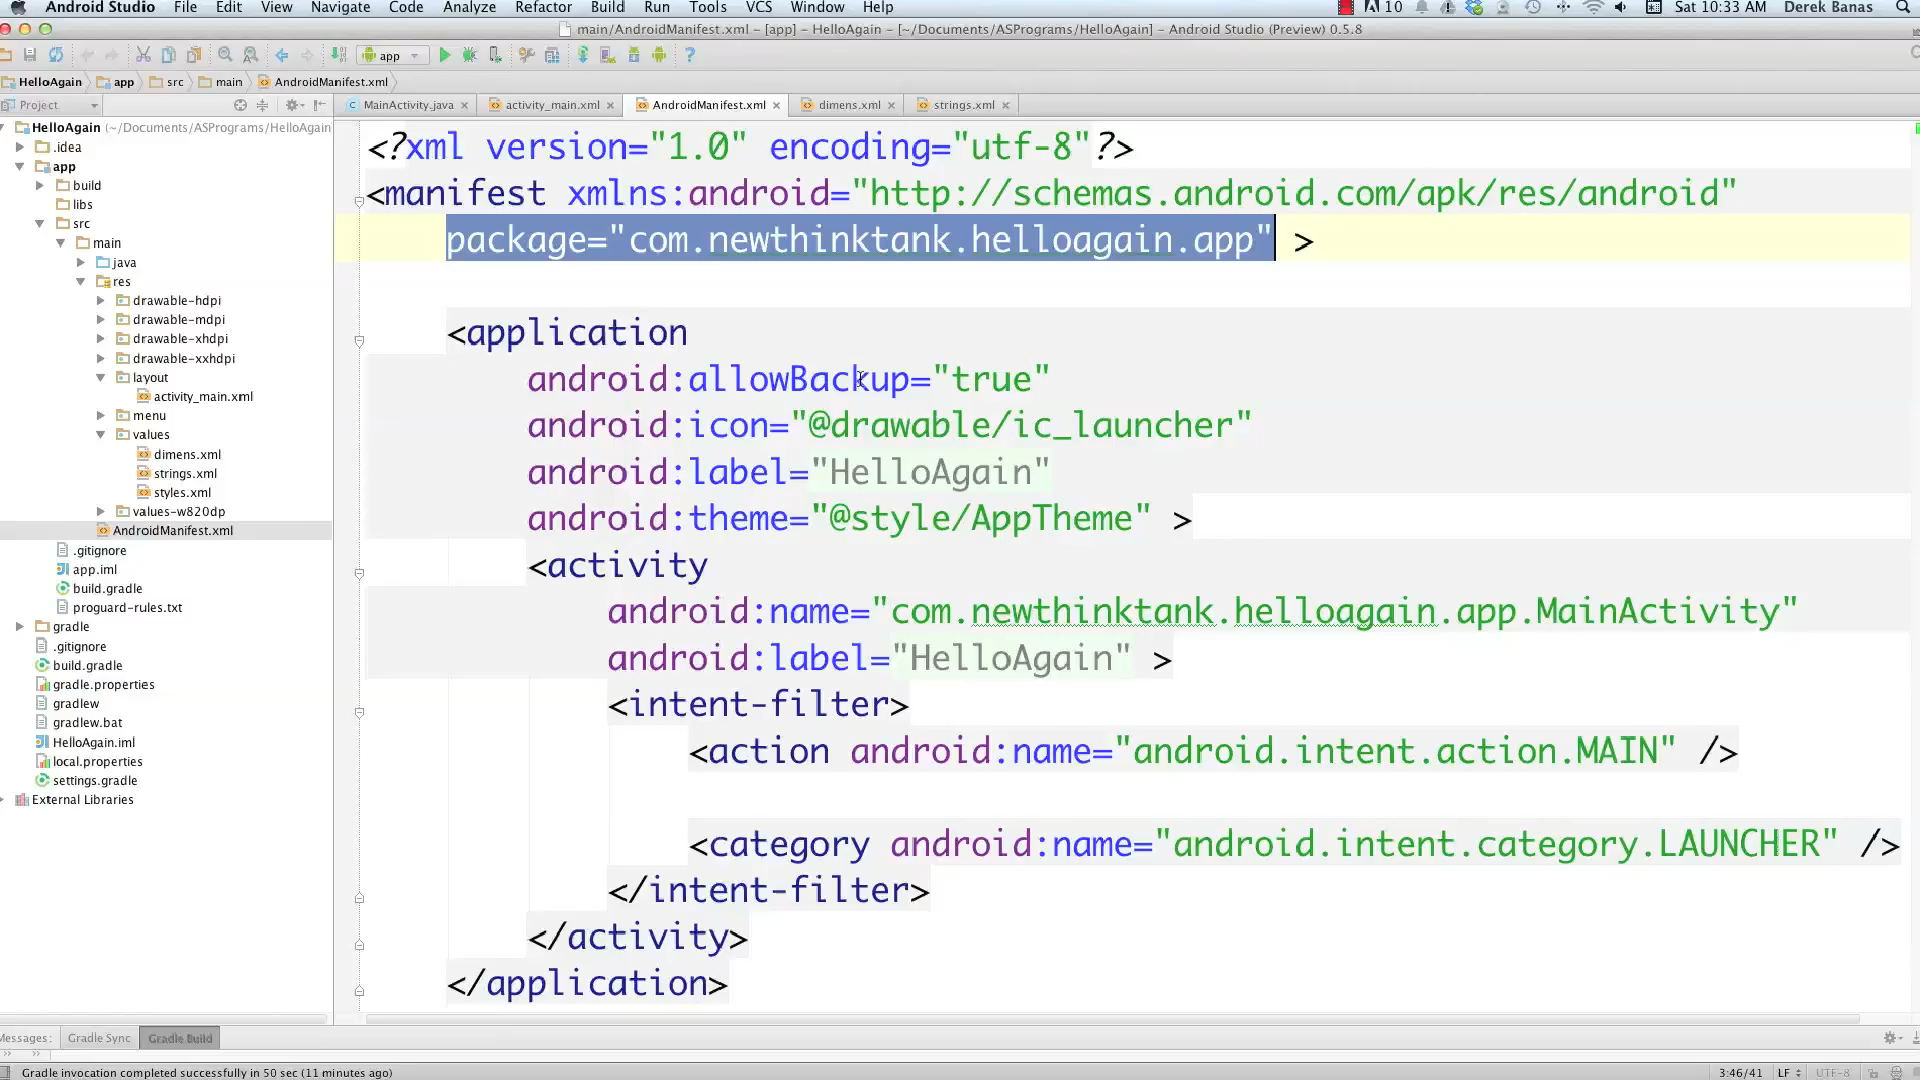 Android Studio File Edit View Navigate Code Analyze Refactor Build Run Tools VCS Window Help 10 Sat 10:33 AM Derek Banas
main/AndroidManifest.xml - [app] - HelloAgain - [~/Documents/ASPrograms/HelloAgain] - Android Studio (Preview) 0.5.8
app
HelloAgain app src main AndroidManifest.xml
Project MainActivity.java activity_main.xml AndroidManifest.xml dimens.xml strings.xml
HelloAgain (~/Documents/ASPrograms/HelloAgain
.idea
app
build
libs
src
main
java
res
drawable-hdpi
drawable-mdpi
drawable-xhdpi
drawable-xxhdpi
layout
activity_main.xml
menu
values
dimens.xml
strings.xml
styles.xml
values-w820dp
AndroidManifest.xml
.gitignore
app.iml
build.gradle
proguard-rules.txt
gradle
.gitignore
build.gradle
gradle.properties
gradlew
gradlew.bat
HelloAgain.iml
local.properties
settings.gradle
External Libraries
<?xml version="1.0" encoding="utf-8"?>
<manifest xmlns:android="http://schemas.android.com/apk/res/android"
package="com.newthinktank.helloagain.app" >
<application
android:allowBackup="true"
android:icon="@drawable/ic_launcher"
android:label="HelloAgain"
android:theme="@style/AppTheme" >
<activity
android:name="com.newthinktank.helloagain.app.MainActivity"
android:label="HelloAgain" >
<intent-filter>
<action android:name="android.intent.action.MAIN" />
<category android:name="android.intent.category.LAUNCHER" />
</intent-filter>
</activity>
</application>
Messages: Gradle Sync Gradle Build
Gradle invocation completed successfully in 50 sec (11 minutes ago) 3:46/41 LF UTF-8